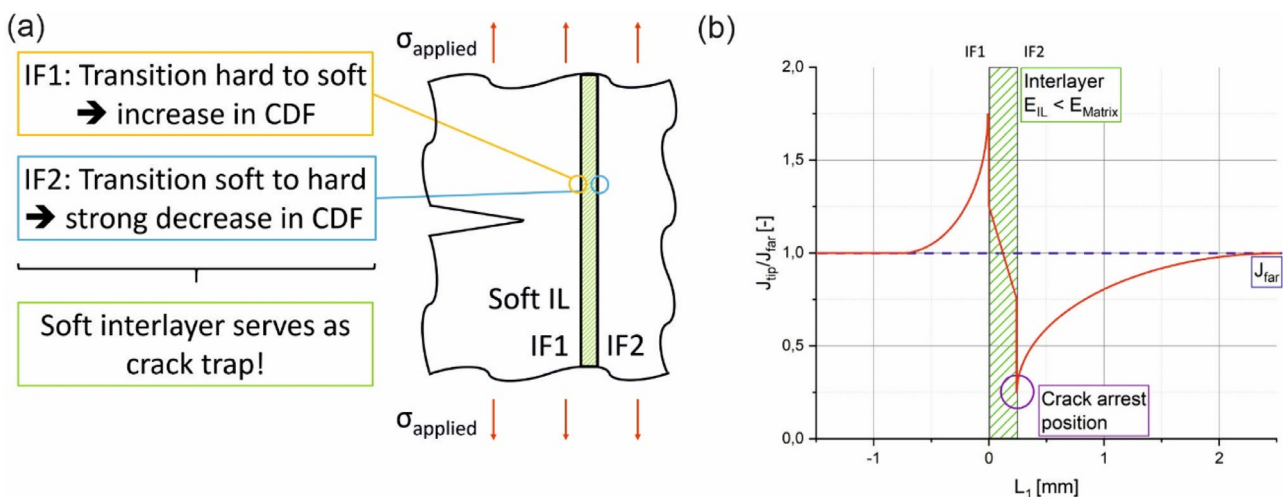 (a)
IF1: Transition hard to soft
➔ increase in CDF
IF2: Transition soft to hard
➔ strong decrease in CDF
Soft interlayer serves as
crack trap!
σapplied
Soft IL
IF1
IF2
σapplied
(b)
IF1
IF2
2,0
1,5
1,0
0,5
0,0
Jtip/Jfar [-]
Interlayer
EIL < EMatrix
Jfar
Crack arrest
position
-1
0
1
2
L1 [mm]